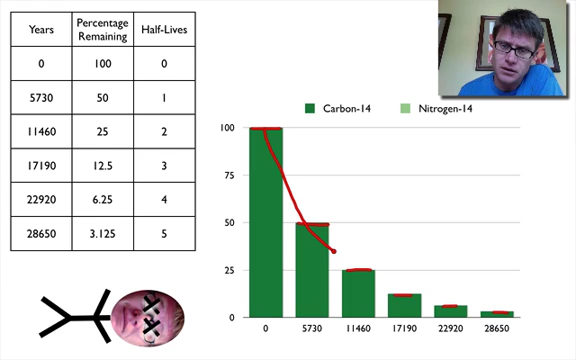 Years Percentage Remaining Half-Lives
0 100 0
5730 50 1
11460 25 2
17190 12.5 3
22920 6.25 4
28650 3.125 5
Carbon-14 Nitrogen-14
100
75
50
25
0
0 5730 11460 17190 22920 28650